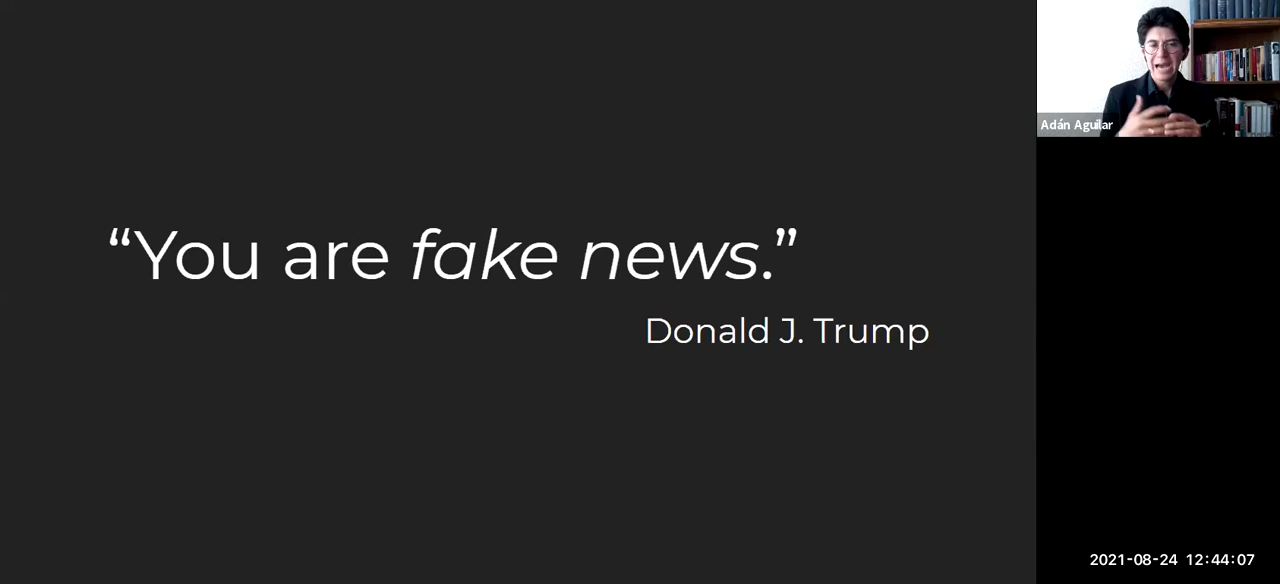 “You are fake news.”
Donald J. Trump
Adán Aguilar
2021-08-24 12:44:07